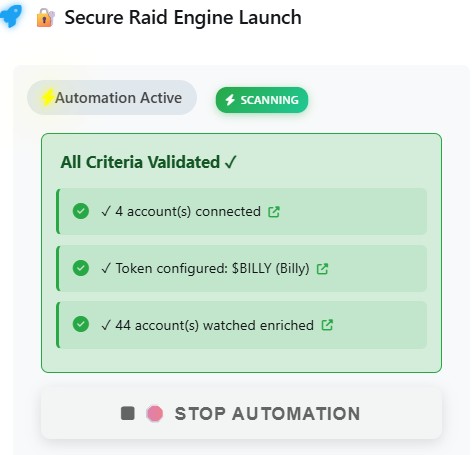 Secure Raid Engine Launch
Automation Active
SCANNING
All Criteria Validated ✓
✓ 4 account(s) connected
✓ Token configured: $BILLY (Billy)
✓ 44 account(s) watched enriched
STOP AUTOMATION